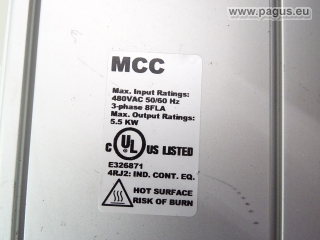 www.pagus.eu
MCC
Max. Input Ratings:
480VAC 50/60 Hz
3-phase 8FLA
Max. Output Ratings:
5.5 KW
C UL US LISTED
E326871
4RJ2: IND. CONT. EQ.
HOT SURFACE
RISK OF BURN